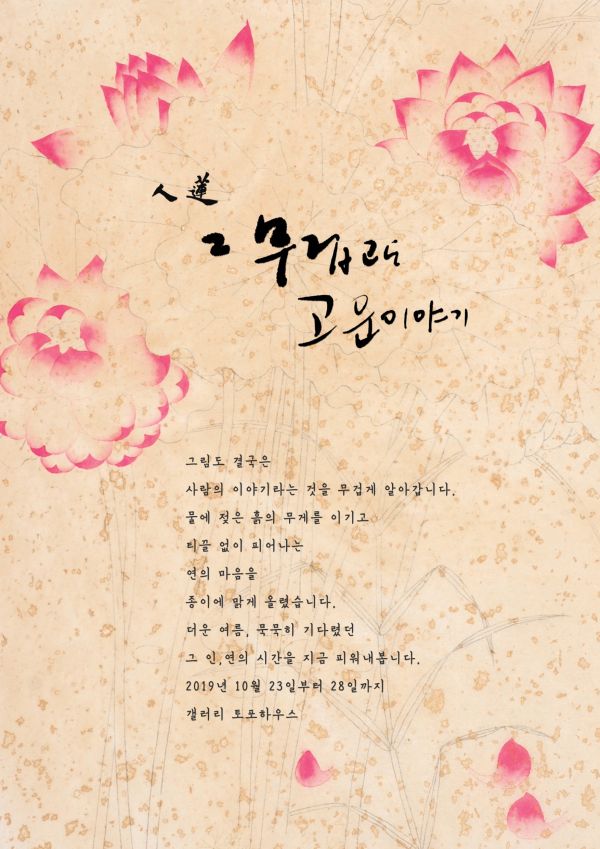 人蓮
그 무겁고
고운 이야기
그림도 결국은
사람의 이야기라는 것을 무겁게 알아갑니다.
물에 젖은 흙의 무게를 이기고
티끌 없이 피어나는
연의 마음을
종이에 맑게 올렸습니다.
더운 여름, 묵묵히 기다렸던
그 인,연의 시간을 지금 피워내봅니다.
2019년 10월 23일부터 28일까지
갤러리 토포하우스